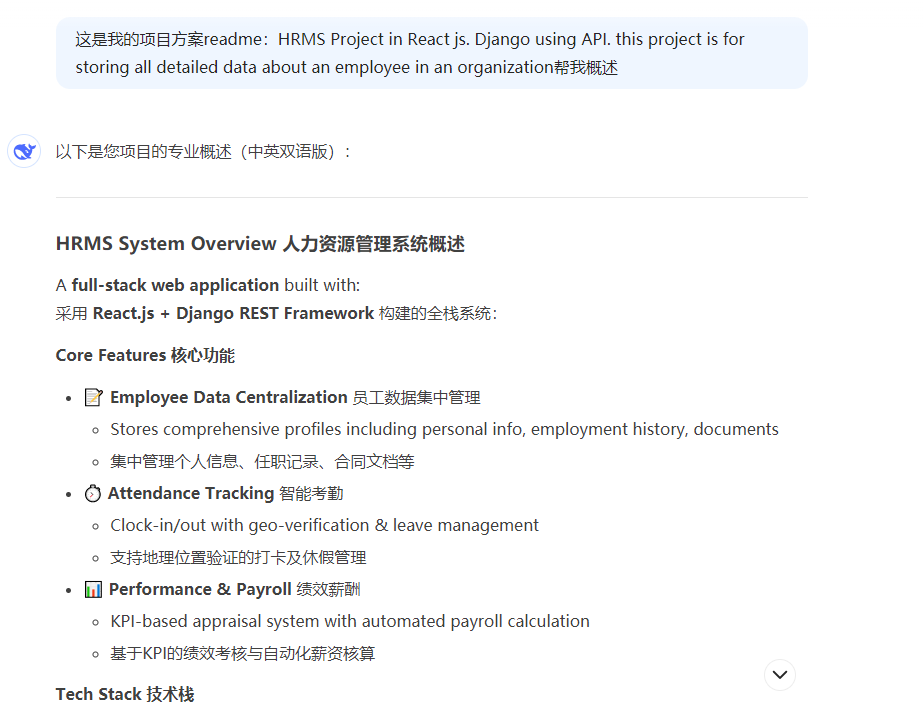 这是我的项目方案readme：HRMS Project in React js. Django using API. this project is for
storing all detailed data about an employee in an organization帮我概述
以下是您项目的专业概述（中英双语版）：
HRMS System Overview 人力资源管理系统概述
A full-stack web application built with:
采用 React.js + Django REST Framework 构建的全栈系统：
Core Features 核心功能
Employee Data Centralization 员工数据集中管理
Stores comprehensive profiles including personal info, employment history, documents
集中管理个人信息、任职记录、合同文档等
Attendance Tracking 智能考勤
Clock-in/out with geo-verification & leave management
支持地理位置验证的打卡及休假管理
Performance & Payroll 绩效薪酬
KPI-based appraisal system with automated payroll calculation
基于KPI的绩效考核与自动化薪资核算
Tech Stack 技术栈